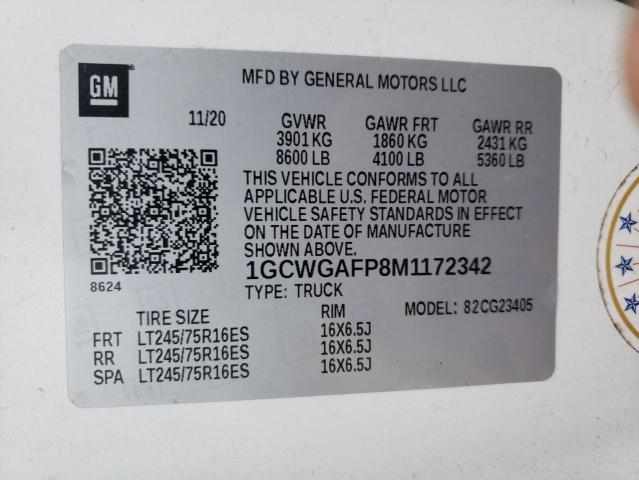 GM
MFD BY GENERAL MOTORS LLC
11/20 GVWR GAWR FRT GAWR RR
3901 KG 1860 KG 2431 KG
8600 LB 4100 LB 5360 LB
THIS VEHICLE CONFORMS TO ALL
APPLICABLE U.S. FEDERAL MOTOR
VEHICLE SAFETY STANDARDS IN EFFECT
ON THE DATE OF MANUFACTURE
SHOWN ABOVE.
8624
1GCWGAFP8M1172342
TYPE: TRUCK MODEL: 82CG23405
TIRE SIZE RIM
FRT LT245/75R16ES 16X6.5J
RR LT245/75R16ES 16X6.5J
SPA LT245/75R16ES 16X6.5J